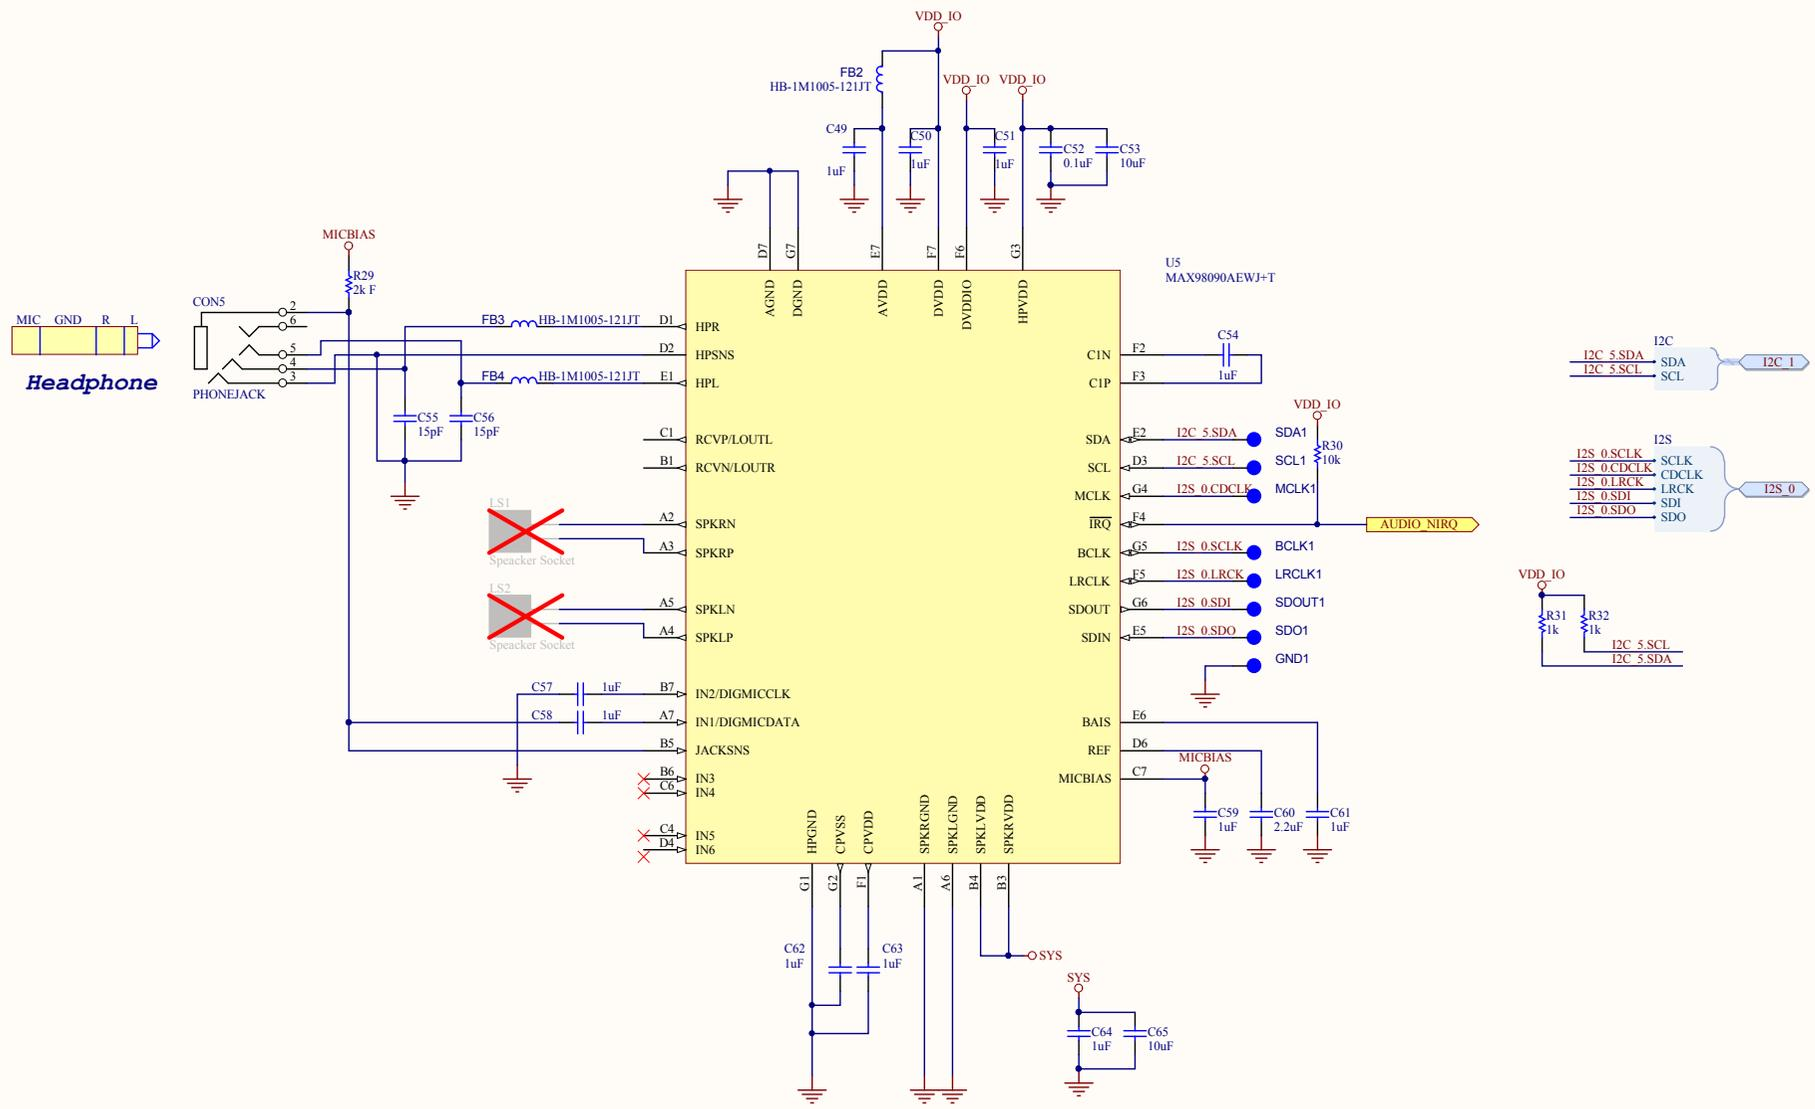 VDD_IO
FB2
HB-1M1005-121JT
VDD_IO VDD_IO
C49
1uF
C50
1uF
C51
1uF
C52
0.1uF
C53
10uF
D7
G7
E7
F7
F6
G3
AGND
DGND
AVDD
DVDD
DVDDIO
HPVDD
U5
MAX98090AEWJ+T
MICBIAS
R29
2k F
CON5
2
6
5
4
3
PHONEJACK
MIC GND R L
Headphone
FB3 HB-1M1005-121JT D1 HPR
D2 HPSNS
FB4 HB-1M1005-121JT E1 HPL
C55
15pF
C56
15pF
C1 RCVP/LOUTL
B1 RCVN/LOUTR
LS1
Speacker Socket
A2 SPKRN
A3 SPKRP
LS2
Speacker Socket
A5 SPKLN
A4 SPKLP
C57 1uF B7 IN2/DIGMICCLK
C58 1uF A7 IN1/DIGMICDATA
B5 JACKSNS
B6 IN3
C6 IN4
C4 IN5
D4 IN6
C1N F2
C1P F3
C54
1uF
SDA E2 I2C_5.SDA SDA1
SCL D3 I2C_5.SCL SCL1
MCLK G4 I2S_0.CDCLK MCLK1
IRQ F4 AUDIO_NIRQ
VDD_IO
R30
10k
BCLK G5 I2S_0.SCLK BCLK1
LRCLK F5 I2S_0.LRCK LRCLK1
SDOUT G6 I2S_0.SDI SDOUT1
SDIN E5 I2S_0.SDO SDO1
GND1
BAIS E6
REF D6
MICBIAS C7
MICBIAS
C59
1uF
C60
2.2uF
C61
1uF
I2C
I2C_5.SDA SDA
I2C_5.SCL SCL
I2C_1
I2S
I2S_0.SCLK SCLK
I2S_0.CDCLK CDCLK
I2S_0.LRCK LRCK
I2S_0.SDI SDI
I2S_0.SDO SDO
I2S_0
VDD_IO
R31
1k
R32
1k
I2C_5.SCL
I2C_5.SDA
HPGND
CPVSS
CPVDD
SPKRGND
SPKLGND
SPKLVDD
SPKRVDD
G1
G2
F1
A1
A6
B4
B3
C62
1uF
C63
1uF
SYS
SYS
C64
1uF
C65
10uF